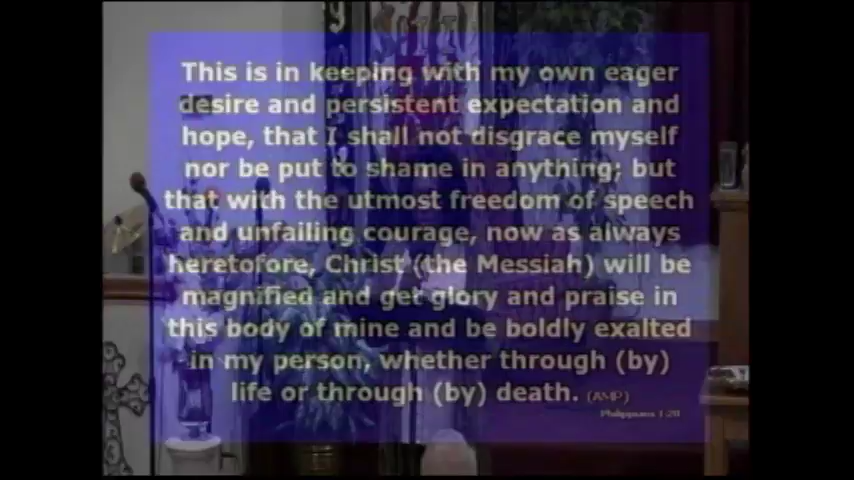 This is in keeping with my own eager
desire and persistent expectation and
hope, that I shall not disgrace myself
nor be put to shame in anything; but
that with the utmost freedom of speech
and unfailing courage, now as always
heretofore, Christ (the Messiah) will be
magnified and get glory and praise in
this body of mine and be boldly exalted
in my person, whether through (by)
life or through (by) death. (AMP)
Philippians 1:20